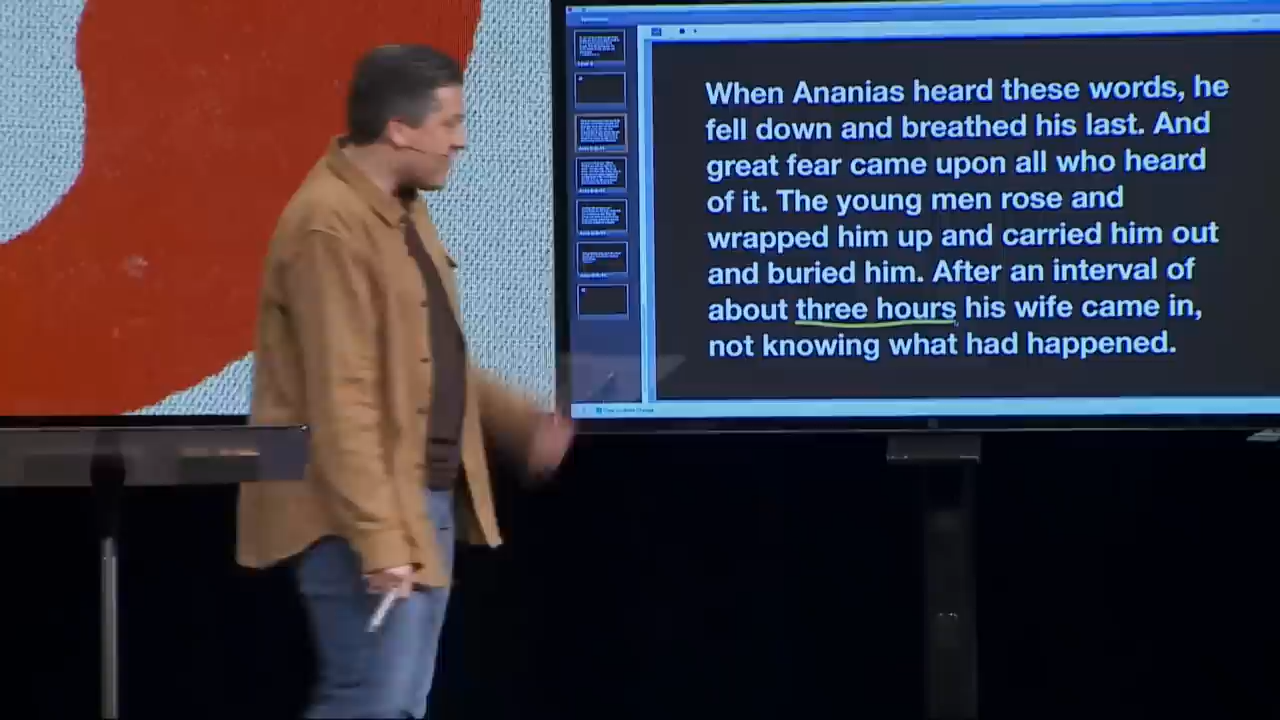 When Ananias heard these words, he
fell down and breathed his last. And
great fear came upon all who heard
of it. The young men rose and
wrapped him up and carried him out
and buried him. After an interval of
about three hours his wife came in,
not knowing what had happened.